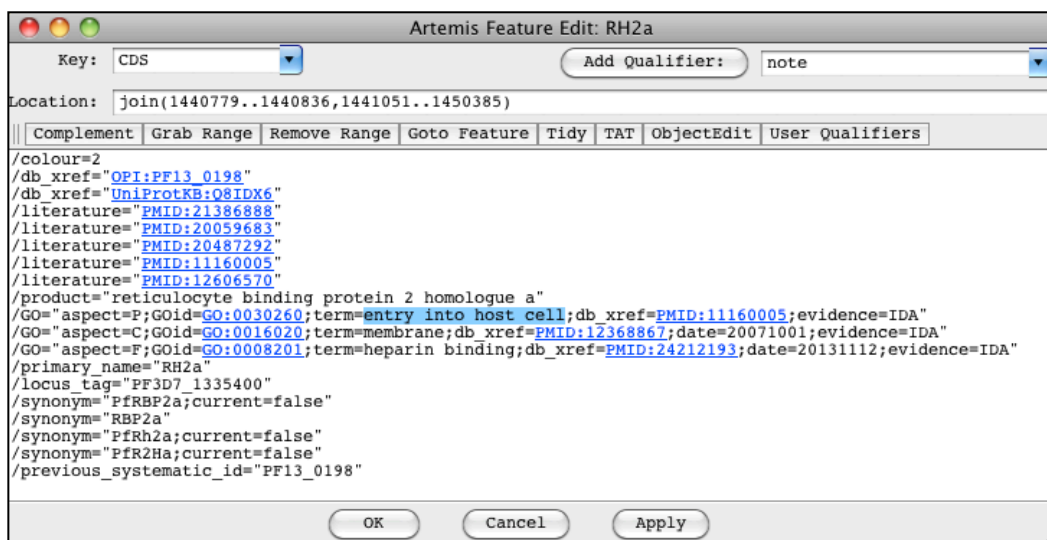 Artemis Feature Edit: RH2a
Key: CDS Add Qualifier: note
Location: join(1440779..1440836,1441051..1450385)
Complement Grab Range Remove Range Goto Feature Tidy TAT ObjectEdit User Qualifiers
/colour=2
/db_xref="OPI:PF13_0198"
/db_xref="UniProtKB:Q8IDX6"
/literature="PMID:21386888"
/literature="PMID:20059683"
/literature="PMID:20487292"
/literature="PMID:11160005"
/literature="PMID:12606570"
/product="reticulocyte binding protein 2 homologue a"
/GO="aspect=P;GOid=GO:0030260;term=entry into host cell;db_xref=PMID:11160005;evidence=IDA"
/GO="aspect=C;GOid=GO:0016020;term=membrane;db_xref=PMID:12368867;date=20071001;evidence=IDA"
/GO="aspect=F;GOid=GO:0008201;term=heparin binding;db_xref=PMID:24212193;date=20131112;evidence=IDA"
/primary_name="RH2a"
/locus_tag="PF3D7_1335400"
/synonym="PfRBP2a;current=false"
/synonym="RBP2a"
/synonym="PfRh2a;current=false"
/synonym="PfR2Ha;current=false"
/previous_systematic_id="PF13_0198"
OK Cancel Apply